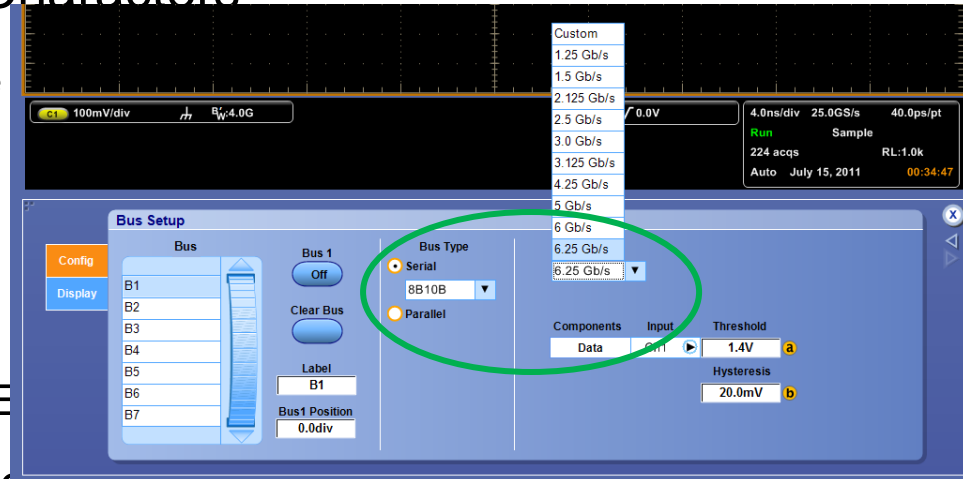 Custom
1.25 Gb/s
1.5 Gb/s
2.125 Gb/s
2.5 Gb/s
3.0 Gb/s
3.125 Gb/s
4.25 Gb/s
5 Gb/s
6 Gb/s
6.25 Gb/s
6.25 Gb/s
C1 100mV/div
:4.0G
0.0V
4.0ns/div 25.0GS/s 40.0ps/pt
Run Sample
224 acqs RL:1.0k
Auto July 15, 2011 00:34:47
Bus Setup
X
Config
Display
Bus
B1
B2
B3
B4
B5
B6
B7
Bus 1
Off
Clear Bus
Label
B1
Bus1 Position
0.0div
Bus Type
Serial
8B10B
Parallel
Components Input Threshold
Data 1.4V a
Hysteresis
20.0mV b